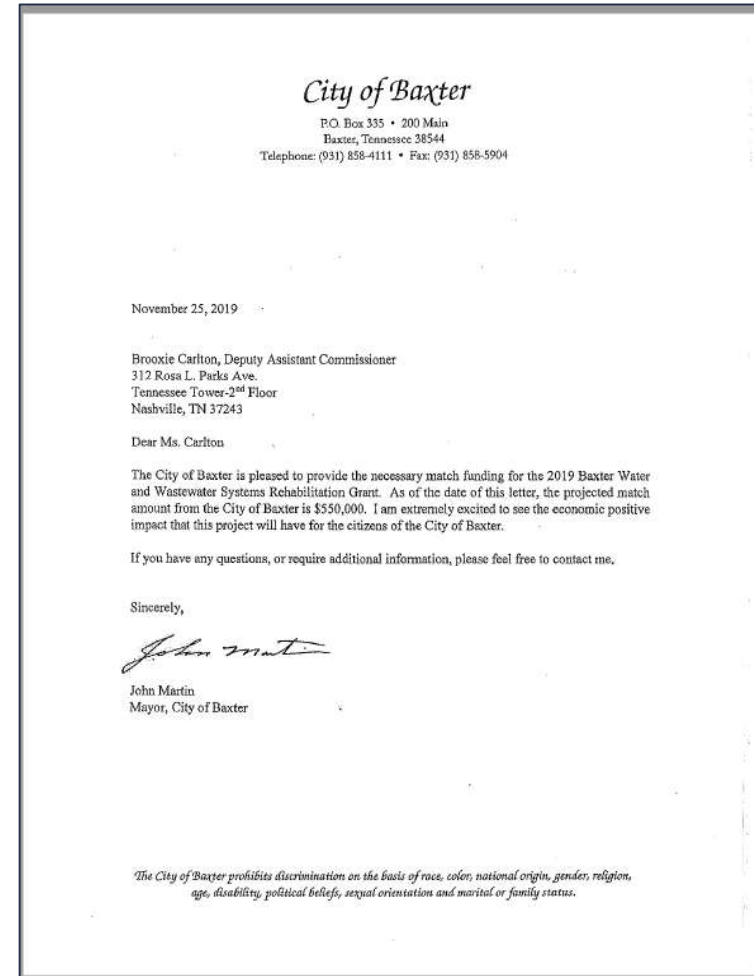 City of Baxter
P.O. Box 335 • 200 Main
Baxter, Tennessee 38544
Telephone: (931) 858-4111 • Fax: (931) 858-5904
November 25, 2019
Brooxie Carlton, Deputy Assistant Commissioner
312 Rosa L. Parks Ave.
Tennessee Tower-2nd Floor
Nashville, TN 37243
Dear Ms. Carlton
The City of Baxter is pleased to provide the necessary match funding for the 2019 Baxter Water
and Wastewater Systems Rehabilitation Grant. As of the date of this letter, the projected match
amount from the City of Baxter is $550,000. I am extremely excited to see the economic positive
impact that this project will have for the citizens of the City of Baxter.
If you have any questions, or require additional information, please feel free to contact me.
Sincerely,
John Martin
John Martin
Mayor, City of Baxter
The City of Baxter prohibits discrimination on the basis of race, color, national origin, gender, religion,
age, disability, political beliefs, sexual orientation and marital or family status.